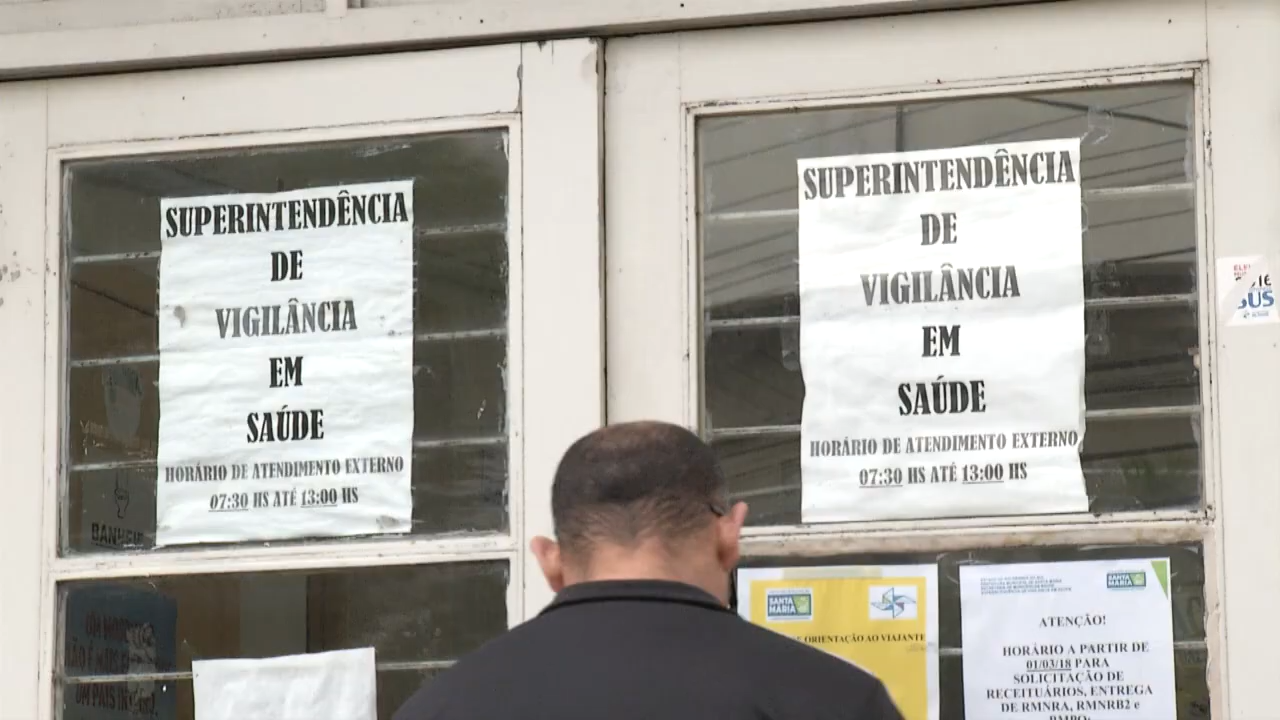 SUPERINTENDÊNCIA
DE
VIGILÂNCIA
EM
SAÚDE
HORÁRIO DE ATENDIMENTO EXTERNO
07:30 HS ATÉ 13:00 HS
SUPERINTENDÊNCIA
DE
VIGILÂNCIA
EM
SAÚDE
HORÁRIO DE ATENDIMENTO EXTERNO
07:30 HS ATÉ 13:00 HS
SUS
SANTA
MARIA
ORIENTAÇÃO AO VIAJANTE
SANTA
MARIA
ATENÇÃO!
HORÁRIO A PARTIR DE
01/03/18 PARA
SOLICITAÇÃO DE
RECEITUÁRIOS, ENTREGA
DE RMNRA, RMNRB2 e